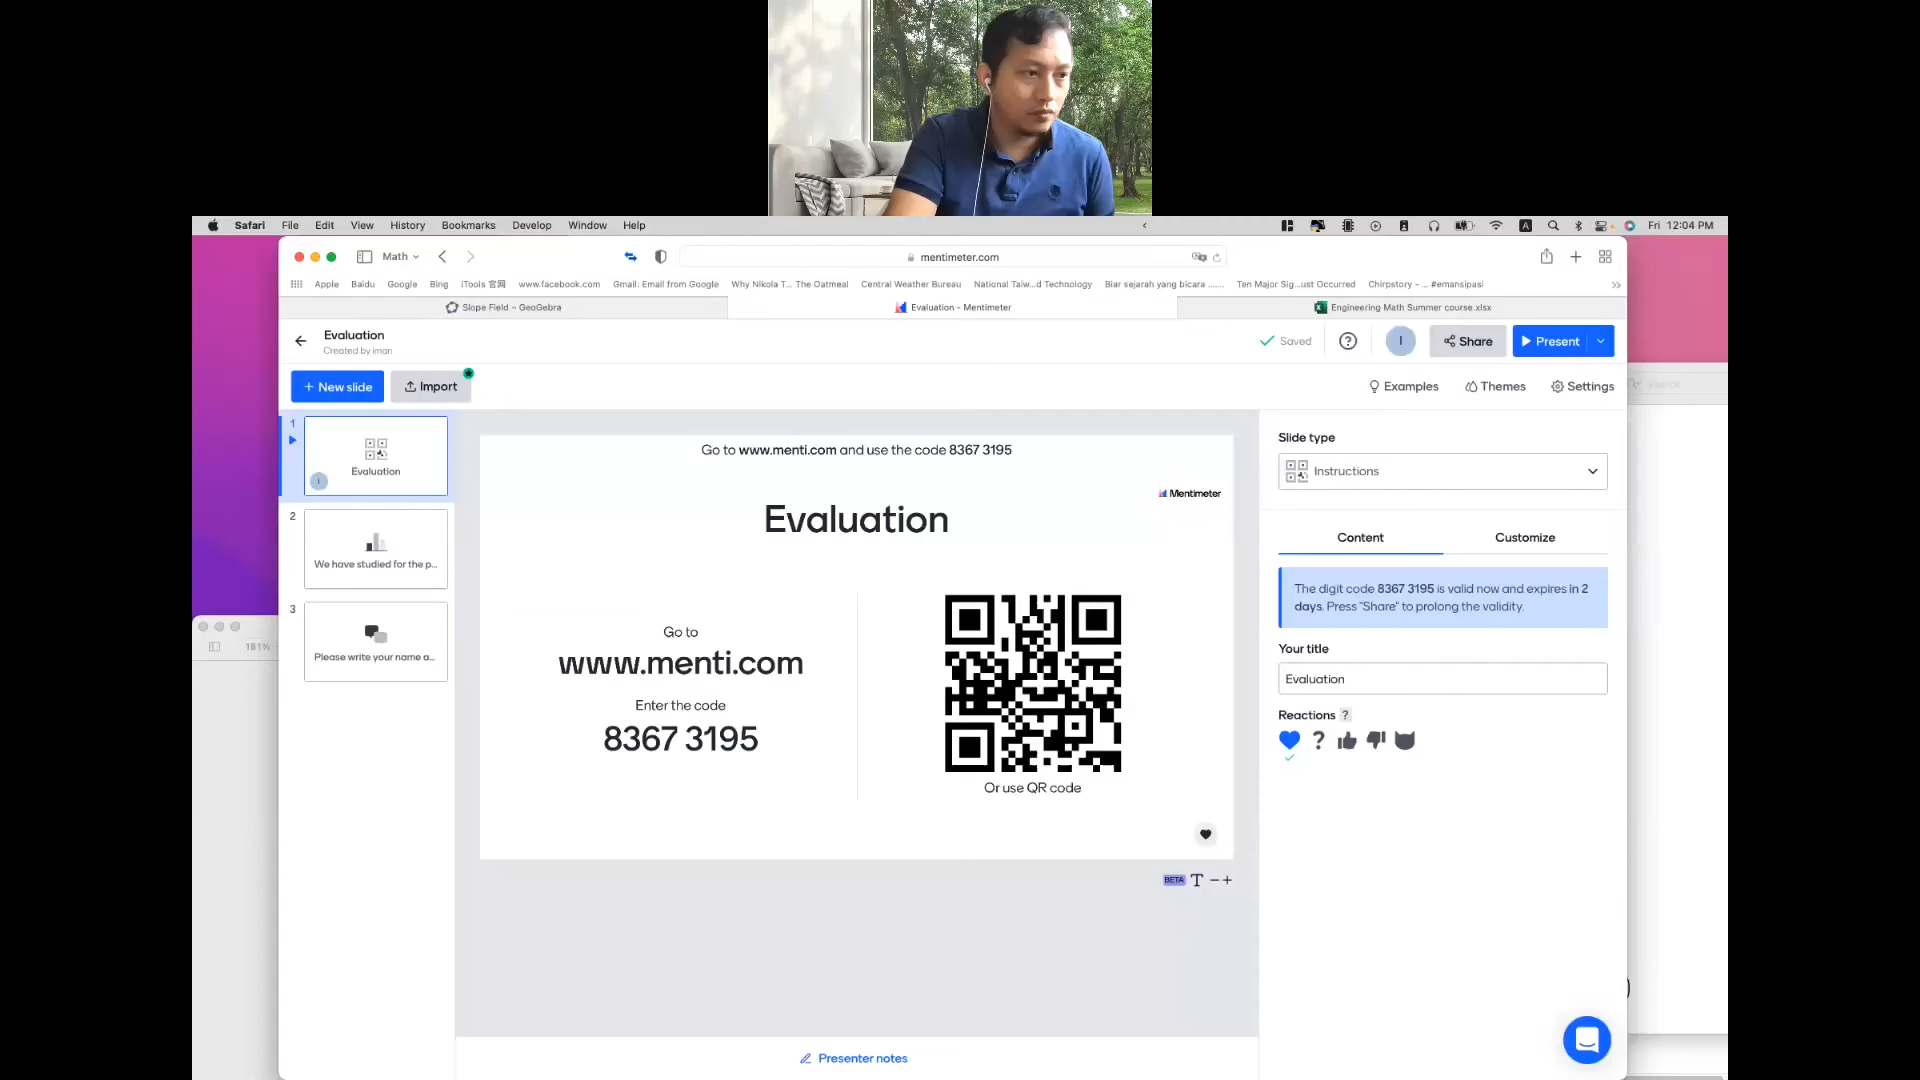 Safari File Edit View History Bookmarks Develop Window Help
A
Fri 12:04 PM
Math
mentimeter.com
Apple Baidu Google Bing iTools 官网 www.facebook.com Gmail: Email from Google Why Nikola T... The Oatmeal Central Weather Bureau National Taiw...d Technology Biar sejarah yang bicara ...... Ten Major Sig...ust Occurred Chirpstory - ... #emansipasi
Slope Field – GeoGebra
Evaluation - Mentimeter
Engineering Math Summer course.xlsx
Evaluation
Created by iman
Saved
?
I
Share
Present
+ New slide
Import
Examples
Themes
Settings
Search
181%
1
Evaluation
I
2
We have studied for the p...
3
Please write your name a...
Go to www.menti.com and use the code 8367 3195
Mentimeter
Evaluation
Go to
www.menti.com
Enter the code
8367 3195
Or use QR code
BETA T − +
Presenter notes
Slide type
Instructions
Content
Customize
The digit code 8367 3195 is valid now and expires in 2
days. Press "Share" to prolong the validity.
Your title
Evaluation
Reactions ?
?